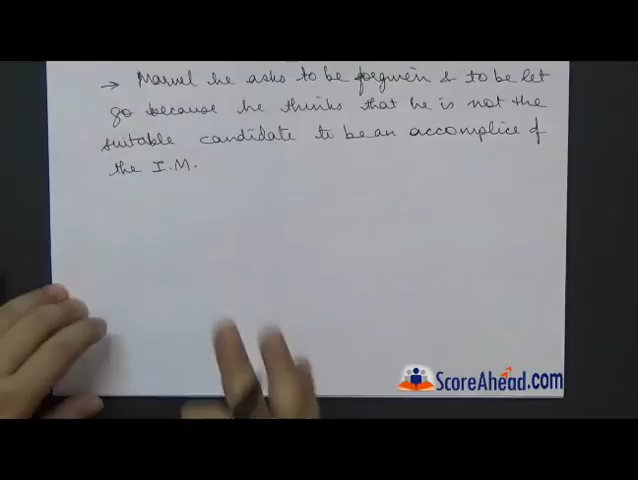 → Marvel he asks to be forgiven & to be let
go because he thinks that he is not the
suitable candidate to be an accomplice of
the I.M.
ScoreAhead.com